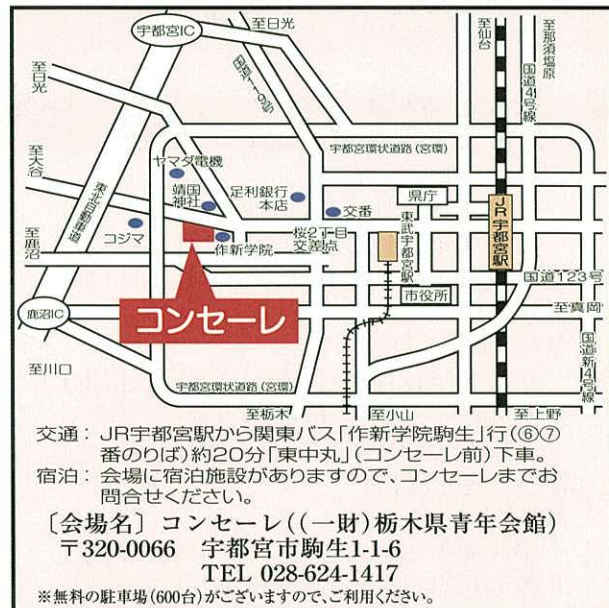 宇都宮IC
至日光
至仙台
至那須塩原
国道119号
国道4号線
至日光
宇都宮環状道路(宮環)
至大谷
ヤマダ電機
靖国神社
足利銀行本店
県庁
JR宇都宮駅
東北自動車道
コジマ
交番
東武宇都宮駅
至鹿沼
作新学院
桜2丁目交差点
国道123号
コンセーレ
市役所
鹿沼IC
至真岡
国道新4号線
至川口
宇都宮環状道路(宮環)
至栃木
至小山
至上野
交通: JR宇都宮駅から関東バス「作新学院駒生」行(⑥⑦
番のりば)約20分「東中丸」(コンセーレ前)下車。
宿泊: 会場に宿泊施設がありますので、コンセーレまでお
問合せください。
〔会場名〕コンセーレ((一財)栃木県青年会館)
〒320-0066 宇都宮市駒生1-1-6
TEL 028-624-1417
※無料の駐車場(600台)がございますので、ご利用ください。